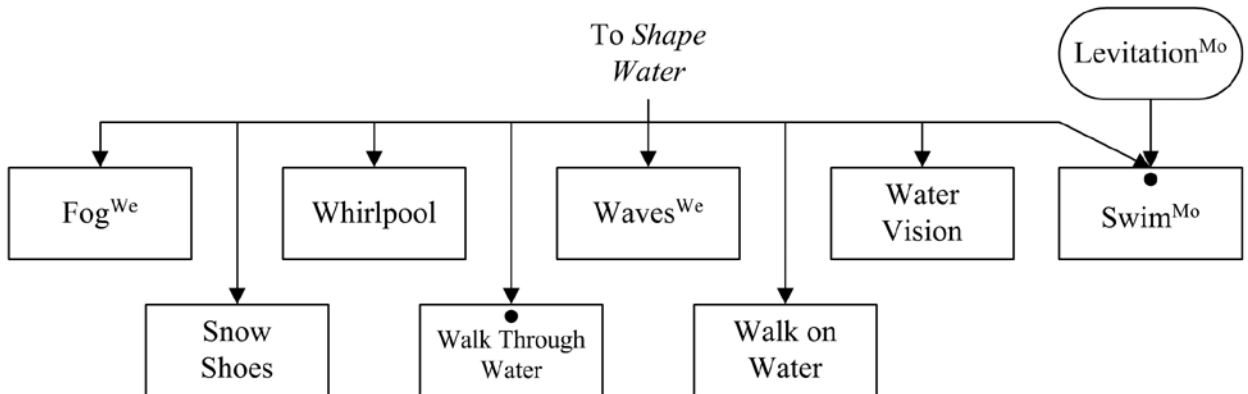 To Shape
Water
Levitation^Mo
Fog^We
Whirlpool
Waves^We
Water
Vision
Swim^Mo
Snow
Shoes
Walk Through
Water
Walk on
Water